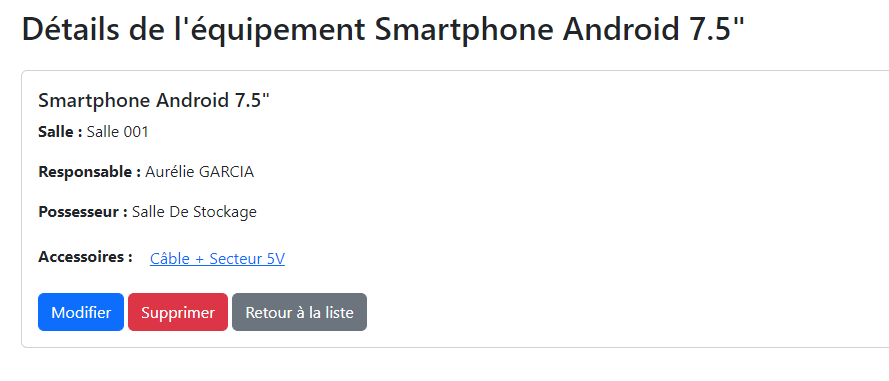 Détails de l'équipement Smartphone Android 7.5"
Smartphone Android 7.5"
Salle : Salle 001
Responsable : Aurélie GARCIA
Possesseur : Salle De Stockage
Accessoires : Câble + Secteur 5V
Modifier Supprimer Retour à la liste